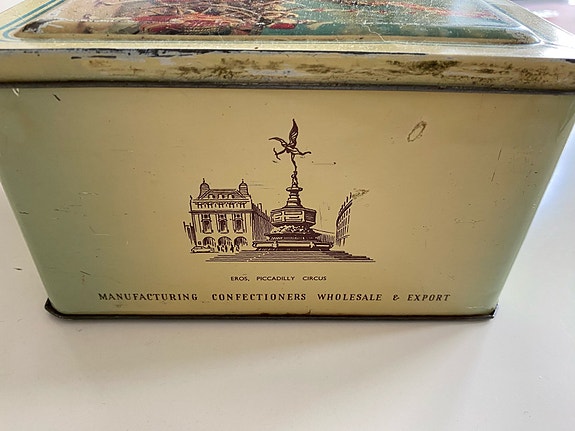 EROS, PICCADILLY CIRCUS
MANUFACTURING CONFECTIONERS WHOLESALE & EXPORT